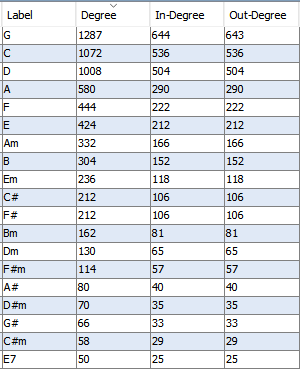 Label Degree In-Degree Out-Degree
G 1287 644 643
C 1072 536 536
D 1008 504 504
A 580 290 290
F 444 222 222
E 424 212 212
Am 332 166 166
B 304 152 152
Em 236 118 118
C# 212 106 106
F# 212 106 106
Bm 162 81 81
Dm 130 65 65
F#m 114 57 57
A# 80 40 40
D#m 70 35 35
G# 66 33 33
C#m 58 29 29
E7 50 25 25